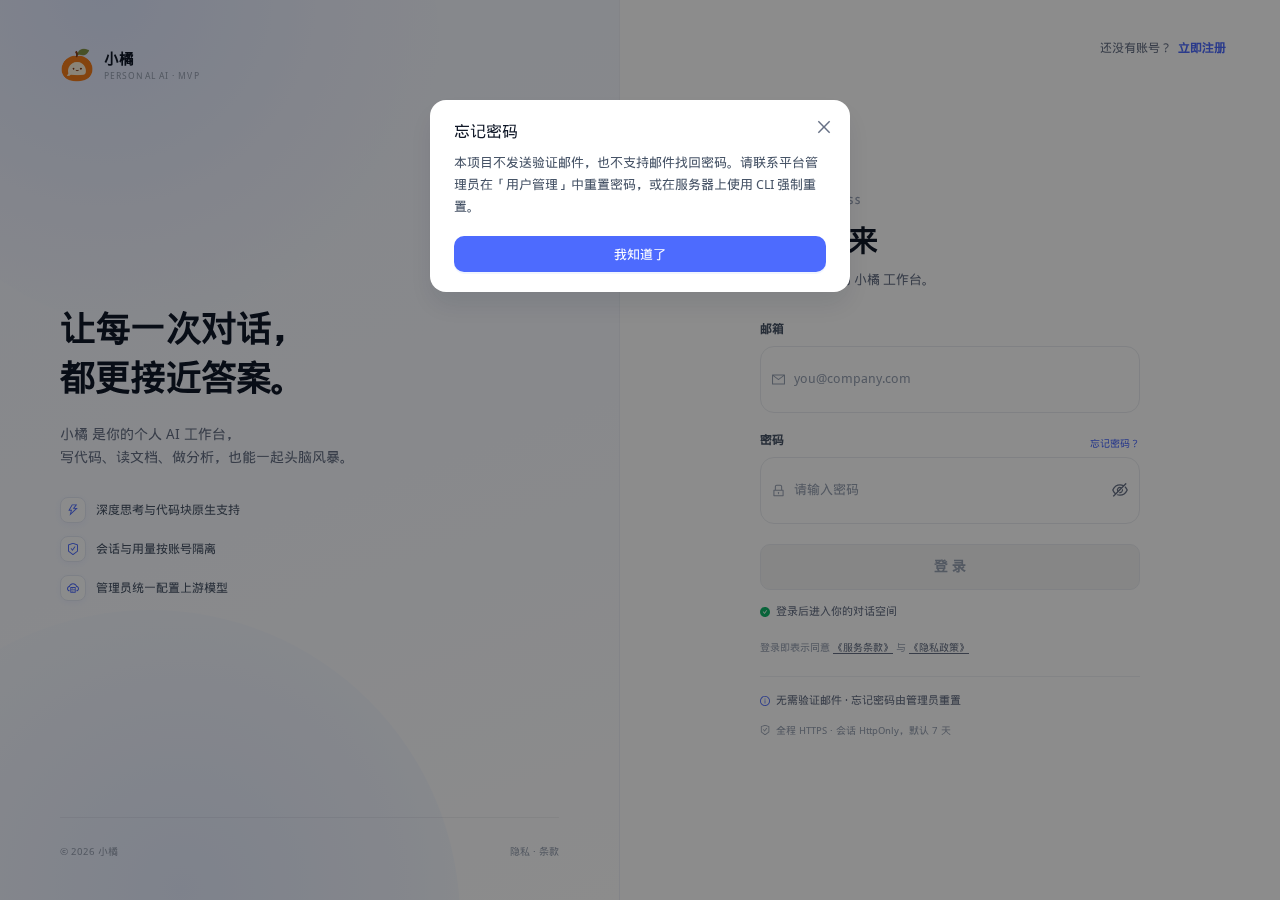 小橘
PERSONAL AI · MVP
还没有账号？ 立即注册
忘记密码
本项目不发送验证邮件，也不支持邮件找回密码。请联系平台管
理员在「用户管理」中重置密码，或在服务器上使用 CLI 强制重
置。
我知道了
让每一次对话，
都更接近答案。
小橘 是你的个人 AI 工作台，
写代码、读文档、做分析，也能一起头脑风暴。
深度思考与代码块原生支持
会话与用量按账号隔离
管理员统一配置上游模型
© 2026 小橘
隐私 · 条款
来
小橘 工作台。
邮箱
you@company.com
密码
忘记密码？
请输入密码
登 录
登录后进入你的对话空间
登录即表示同意 《服务条款》 与 《隐私政策》
无需验证邮件 · 忘记密码由管理员重置
全程 HTTPS · 会话 HttpOnly，默认 7 天